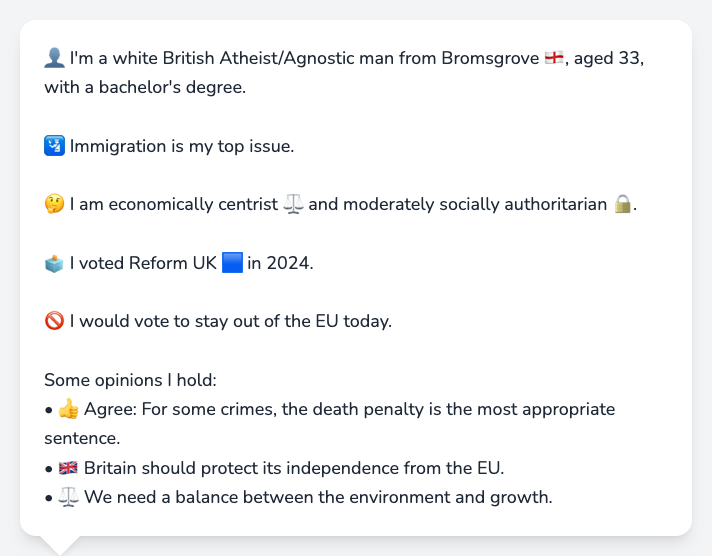 👤 I'm a white British Atheist/Agnostic man from Bromsgrove 🏴󠁧󠁢󠁥󠁮󠁧󠁿, aged 33,
with a bachelor's degree.
🛂 Immigration is my top issue.
🤔 I am economically centrist ⚖️ and moderately socially authoritarian 🔒.
🗳️ I voted Reform UK 🟦 in 2024.
🚫 I would vote to stay out of the EU today.
Some opinions I hold:
• 👍 Agree: For some crimes, the death penalty is the most appropriate
sentence.
• 🇬🇧 Britain should protect its independence from the EU.
• ⚖️ We need a balance between the environment and growth.